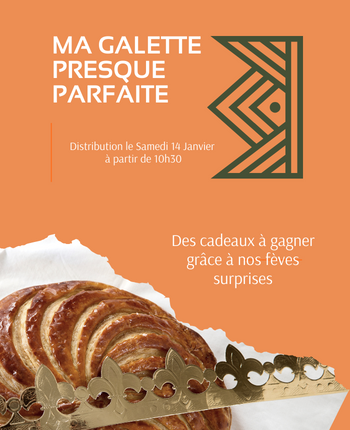 MA GALETTE
PRESQUE
PARFAITE
Distribution le Samedi 14 Janvier
à partir de 10h30
Des cadeaux à gagner
grâce à nos fèves
surprises